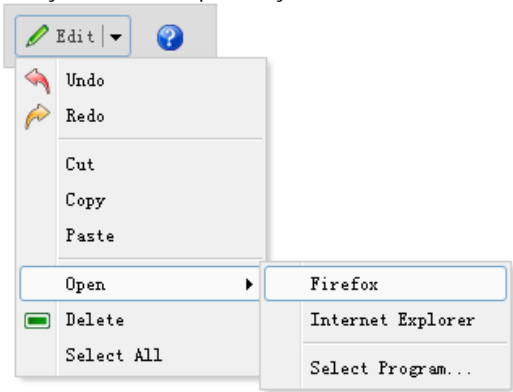 Edit
Undo
Redo
Cut
Copy
Paste
Open
Firefox
Delete
Internet Explorer
Select All
Select Program...